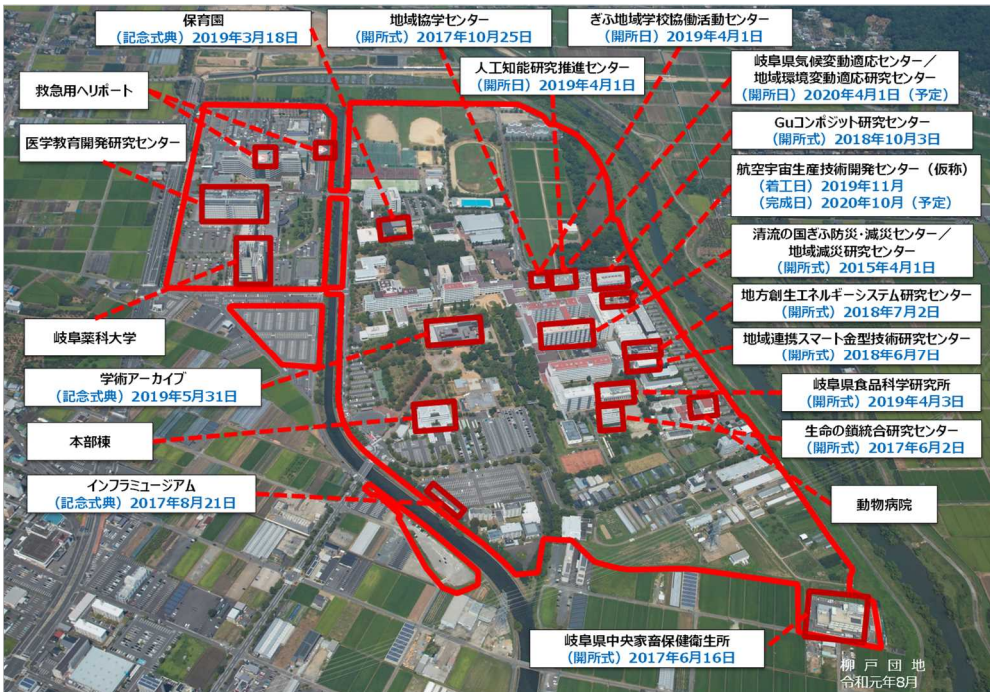 保育園
（記念式典）2019年3月18日
地域協学センター
（開所式）2017年10月25日
ぎふ地域学校協働活動センター
（開所日）2019年4月1日
人工知能研究推進センター
（開所日）2019年4月1日
岐阜県気候変動適応センター／
地域環境変動適応研究センター
（開所日）2020年4月1日（予定）
救急用ヘリポート
Guコンポジット研究センター
（開所式）2018年10月3日
医学教育開発研究センター
航空宇宙生産技術開発センター（仮称）
（着工日）2019年11月
（完成日）2020年10月（予定）
清流の国ぎふ防災・減災センター／
地域減災研究センター
（開所式）2015年4月1日
地方創生エネルギーシステム研究センター
（開所式）2018年7月2日
岐阜薬科大学
地域連携スマート金型技術研究センター
（開所式）2018年6月7日
学術アーカイブ
（記念式典）2019年5月31日
岐阜県食品科学研究所
（開所式）2019年4月3日
本部棟
生命の鎖統合研究センター
（開所式）2017年6月2日
インフラミュージアム
（記念式典）2017年8月21日
動物病院
岐阜県中央家畜保健衛生所
（開所式）2017年6月16日
柳戸団地
令和元年8月